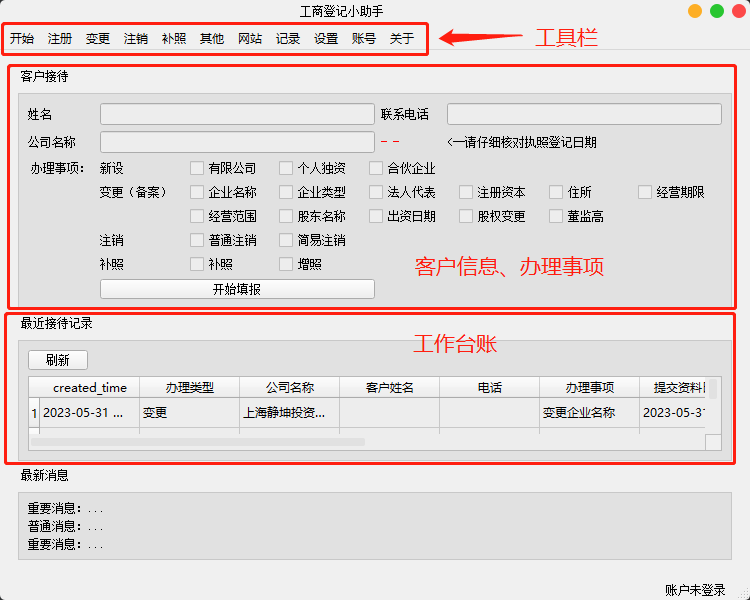 工商登记小助手
开始 注册 变更 注销 补照 其他 网站 记录 设置 账号 关于
工具栏
客户接待
姓名 联系电话
公司名称 - - <一请仔细核对执照登记日期
办理事项: 新设 有限公司 个人独资 合伙企业
变更（备案） 企业名称 企业类型 法人代表 注册资本 住所 经营期限
经营范围 股东名称 出资日期 股权变更 董监高
注销 普通注销 简易注销
补照 补照 增照
客户信息、办理事项
开始填报
最近接待记录
工作台账
刷新
created_time 办理类型 公司名称 客户姓名 电话 办理事项 提交资料
1 2023-05-31 ... 变更 上海静坤投资... 变更企业名称 2023-05-3
最新消息
重要消息: ...
普通消息: ...
重要消息: ...
账户未登录